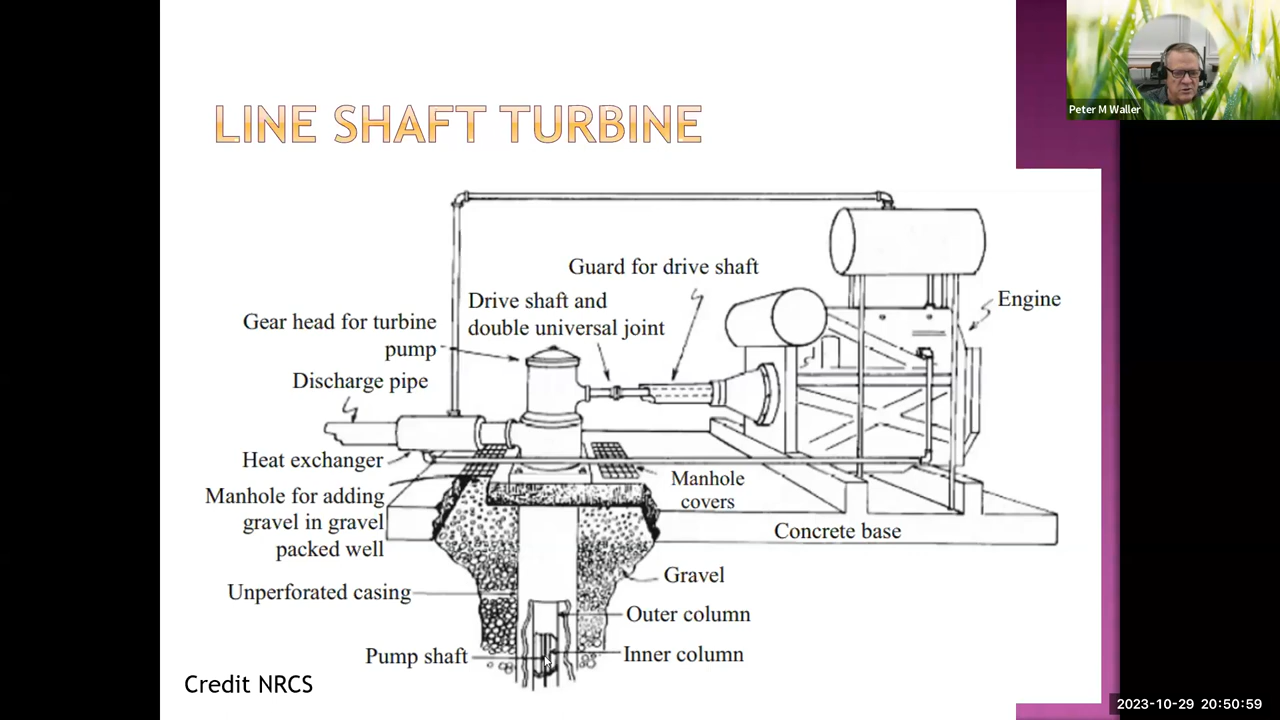 Peter M Waller
LINE SHAFT TURBINE
Guard for drive shaft
Drive shaft and
double universal joint
Engine
Gear head for turbine
pump
Discharge pipe
Heat exchanger
Manhole for adding
gravel in gravel
packed well
Manhole
covers
Concrete base
Unperforated casing
Gravel
Outer column
Pump shaft
Inner column
Credit NRCS
2023-10-29 20:50:59